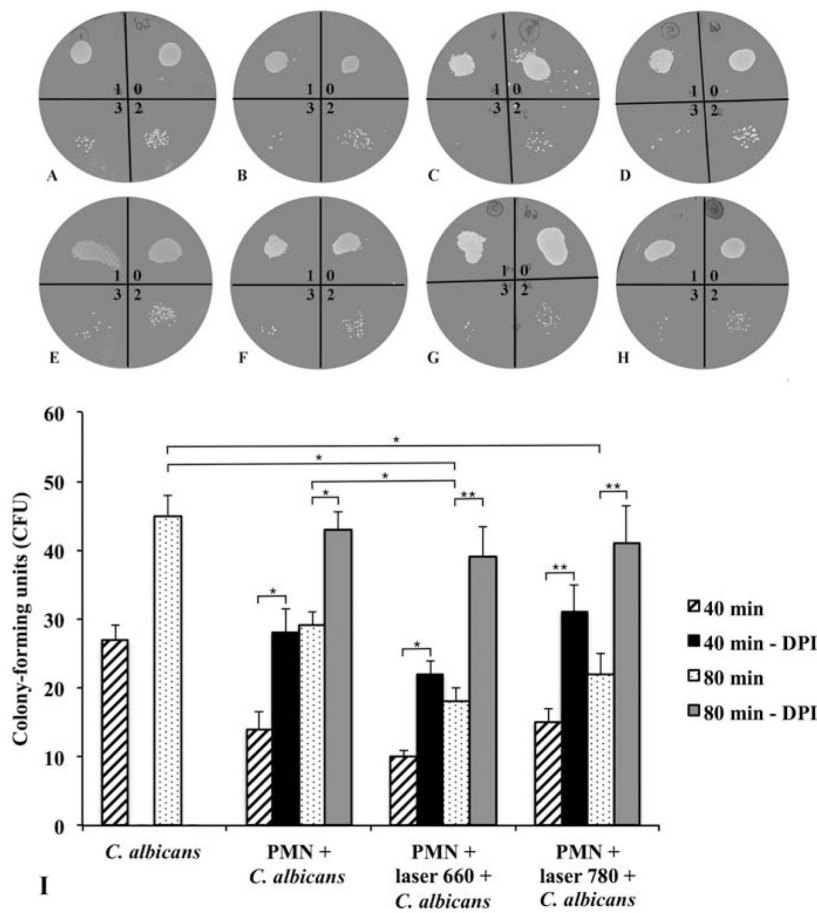 1 0
3 2
A
1 0
3 2
B
1 0
3 2
C
1 0
3 2
D
1 0
3 2
E
1 0
3 2
F
1 0
3 2
G
1 0
3 2
H
60
50
40
30
20
10
0
Colony-forming units (CFU)
*
*
*
*
**
**
*
*
**
40 min
40 min - DPI
80 min
80 min - DPI
C. albicans
PMN +
C. albicans
PMN +
laser 660 +
C. albicans
PMN +
laser 780 +
C. albicans
I